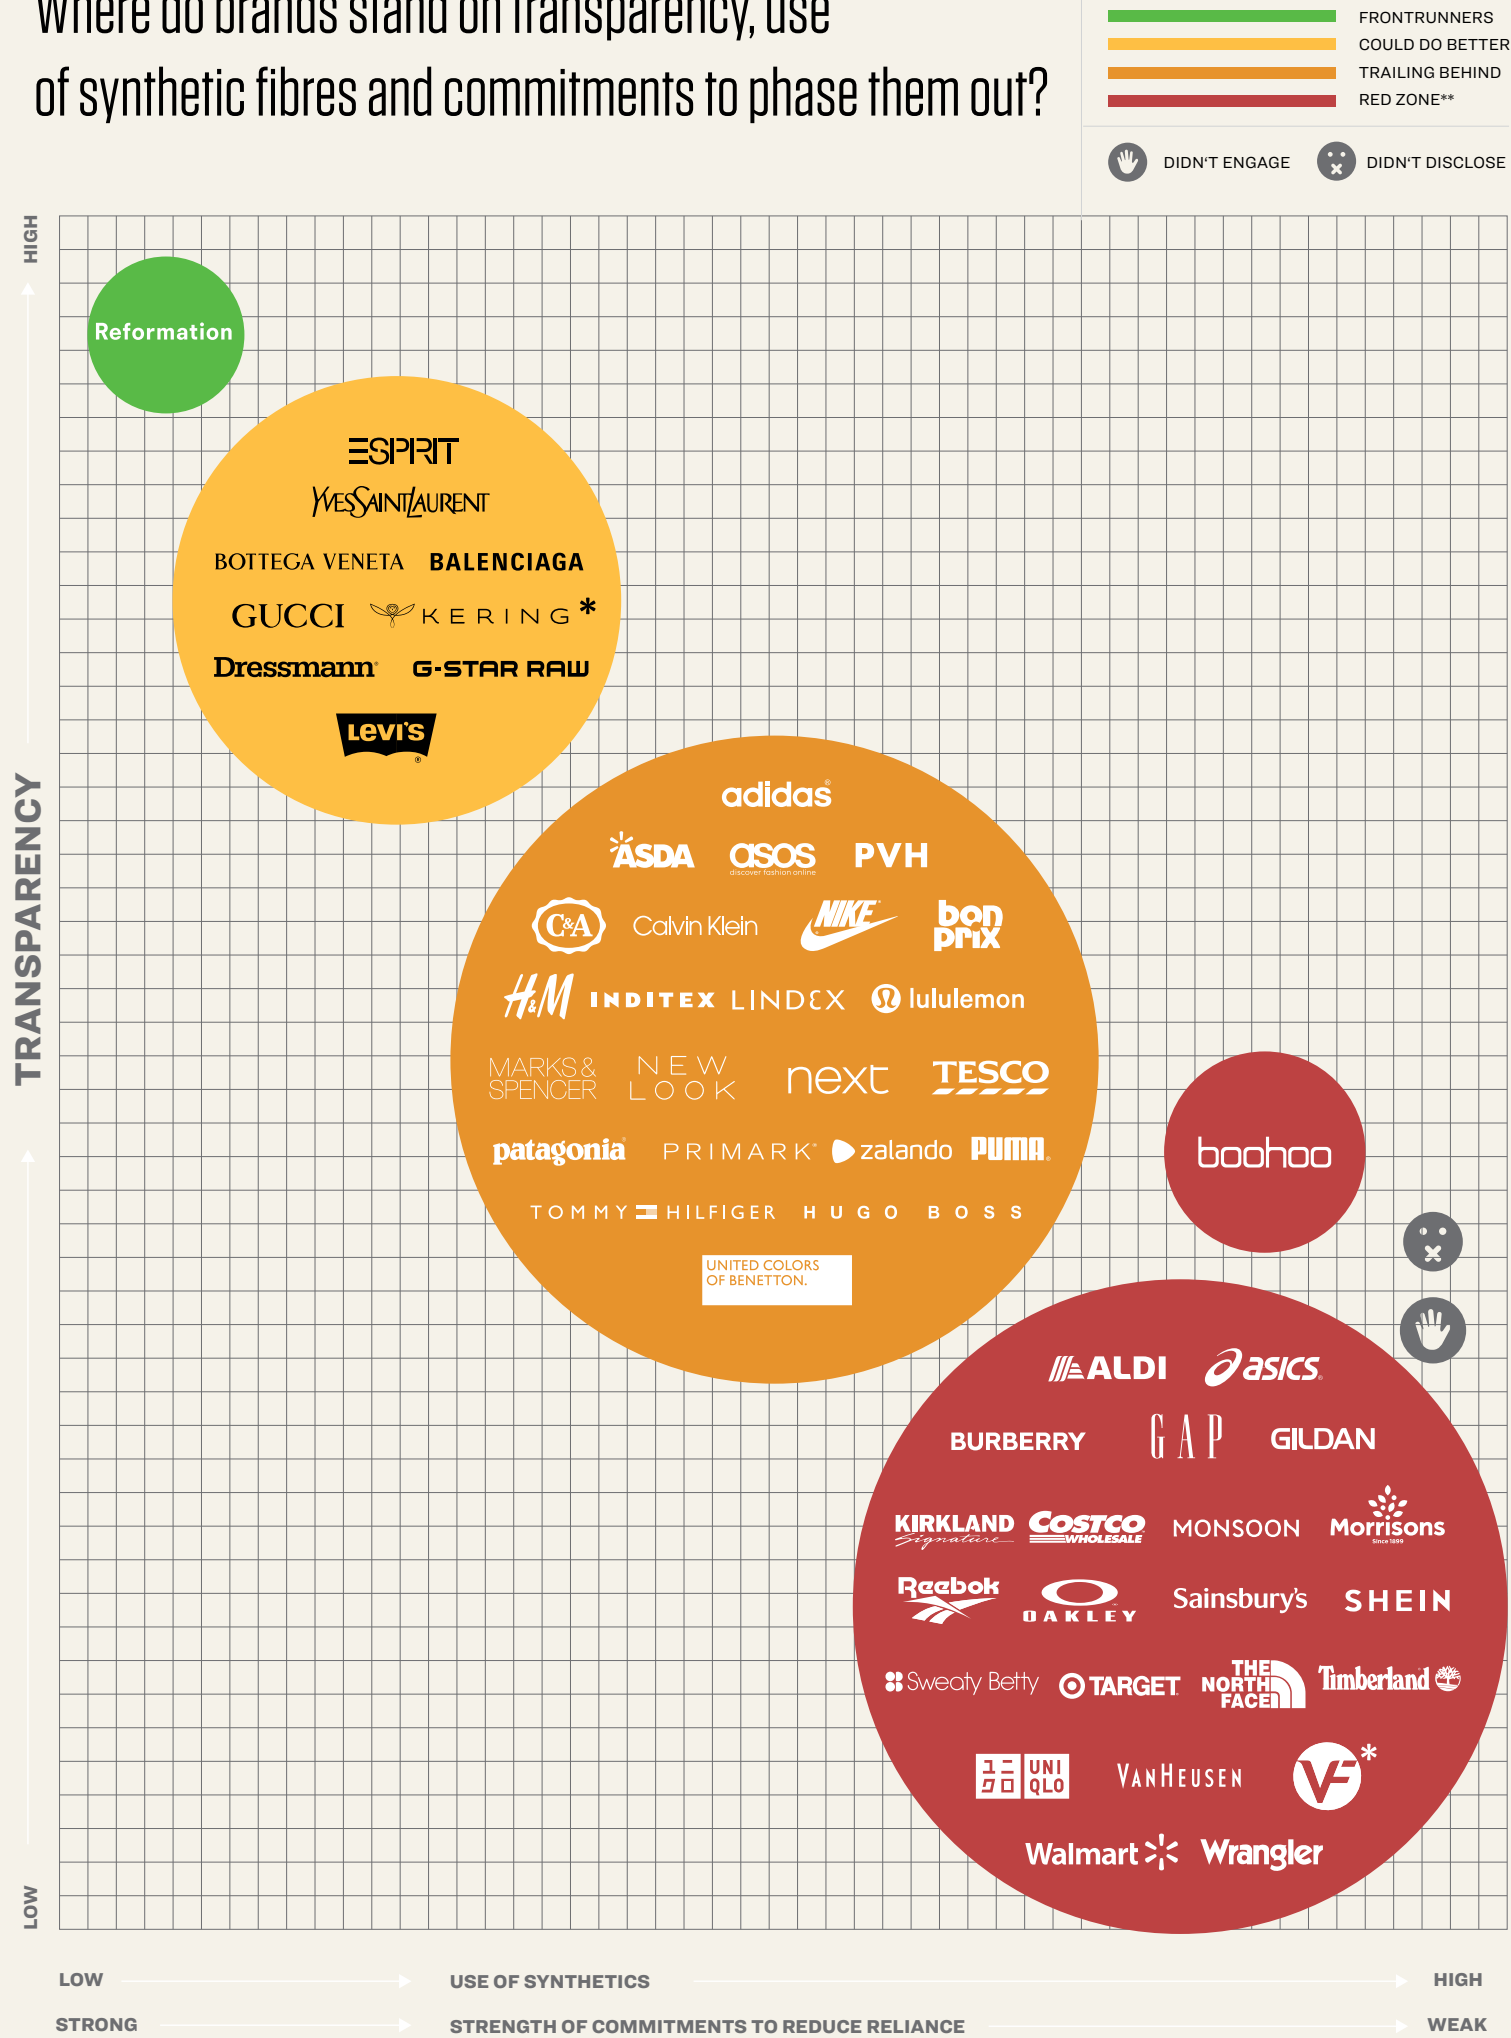 Where do brands stand on transparency, use
of synthetic fibres and commitments to phase them out?
FRONTRUNNERS
COULD DO BETTER
TRAILING BEHIND
RED ZONE**
DIDN'T ENGAGE DIDN'T DISCLOSE
HIGH
TRANSPARENCY
LOW
Reformation
ESPRIT
YVESSAINTLAURENT
BOTTEGA VENETA BALENCIAGA
GUCCI KERING*
Dressmann® G-STAR RAW
LEVI'S®
adidas®
ASDA asos PVH
discover fashion online
C&A Calvin Klein NIKE bon
prix
H&M INDITEX LINDEX lululemon
MARKS & NEW next TESCO
SPENCER LOOK
patagonia® PRIMARK® zalando PUMA®
TOMMY HILFIGER HUGO BOSS
UNITED COLORS
OF BENETTON.
boohoo
ALDI asics®
BURBERRY GAP GILDAN
KIRKLAND COSTCO MONSOON Morrisons
Signature WHOLESALE Since 1899
Reebok OAKLEY Sainsbury's SHEIN
Sweaty Betty TARGET THE Timberland
NORTH
FACE
ユニ UNI VANHEUSEN VF*
クロ QLO
Walmart Wrangler
LOW USE OF SYNTHETICS HIGH
STRONG STRENGTH OF COMMITMENTS TO REDUCE RELIANCE WEAK